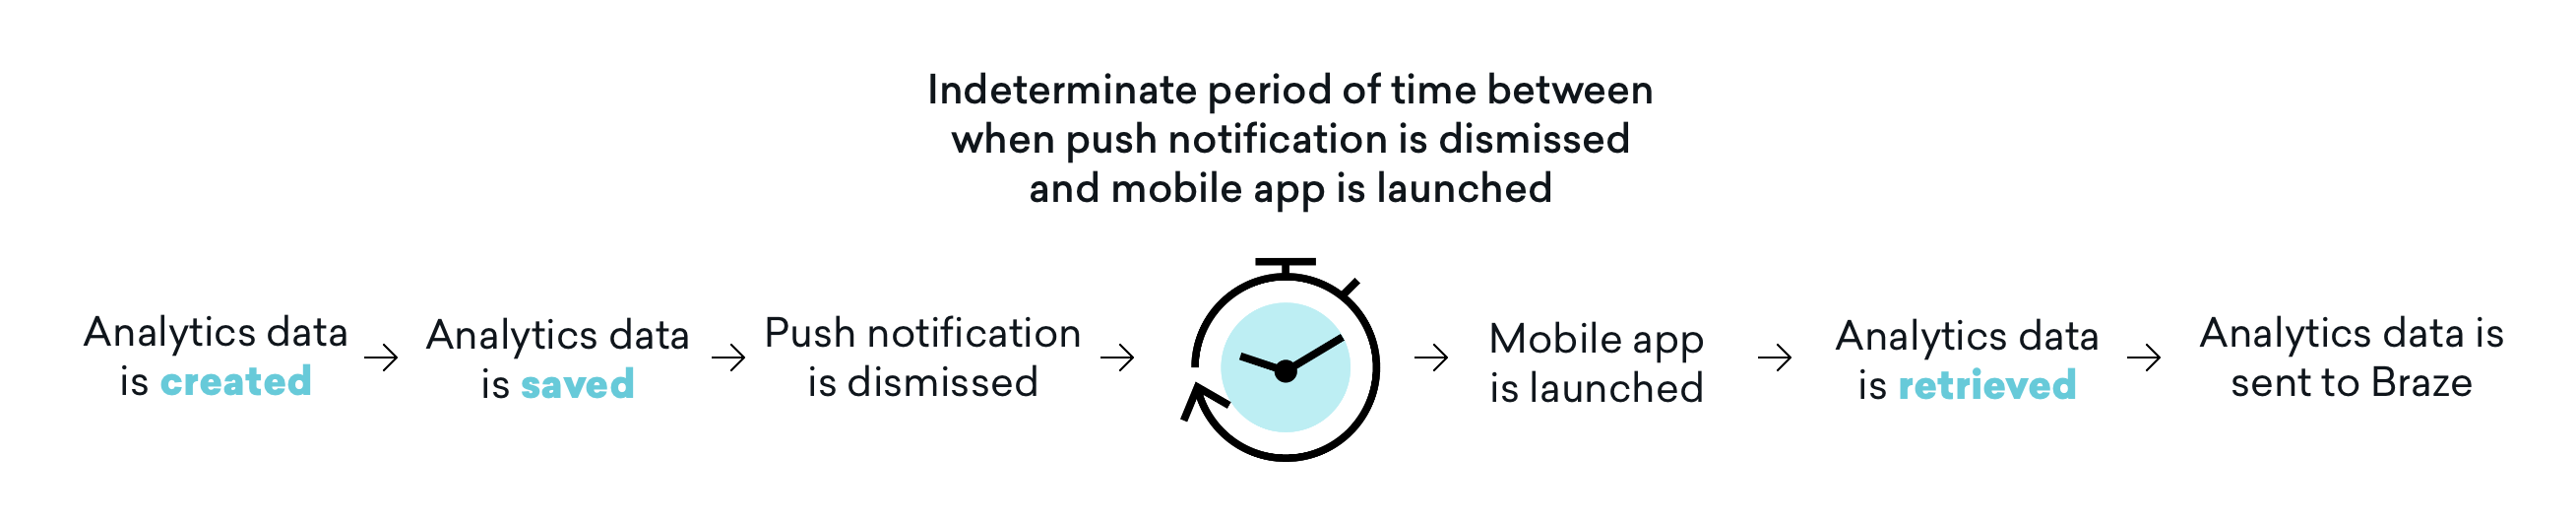 Indeterminate period of time between
when push notification is dismissed
and mobile app is launched
Analytics data
is created
Analytics data
is saved
Push notification
is dismissed
Mobile app
is launched
Analytics data
is retrieved
Analytics data is
sent to Braze